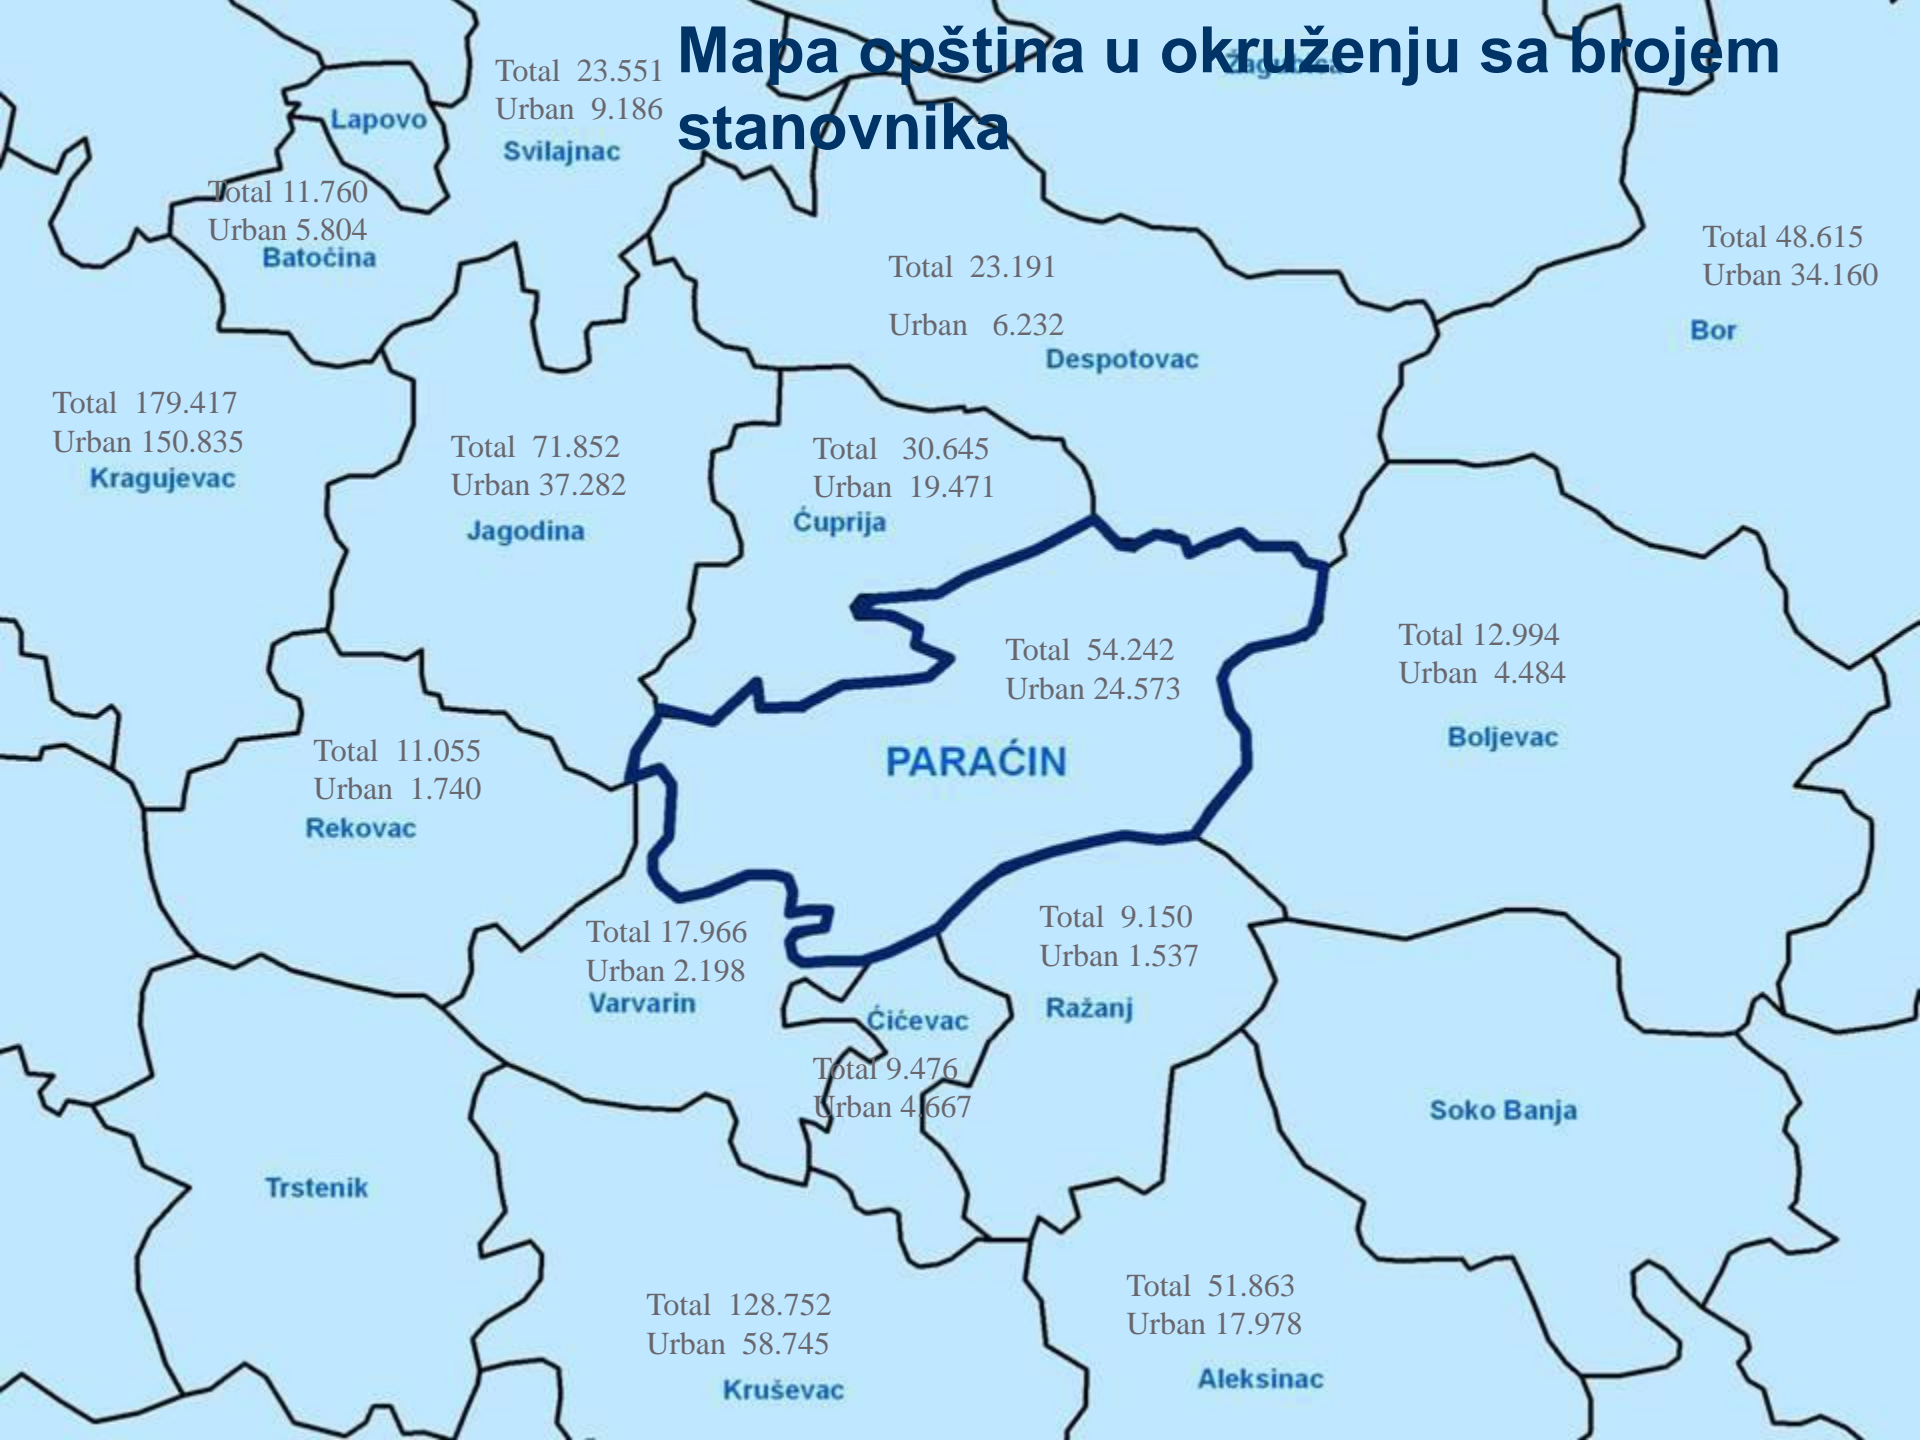 Mapa opština u okruženju sa brojem
stanovnika
Žagubica
Total 23.551
Urban 9.186
Svilajnac
Lapovo
Total 11.760
Urban 5.804
Batočina
Total 48.615
Urban 34.160
Bor
Total 23.191
Urban 6.232
Despotovac
Total 179.417
Urban 150.835
Kragujevac
Total 71.852
Urban 37.282
Jagodina
Total 30.645
Urban 19.471
Ćuprija
Total 54.242
Urban 24.573
PARAĆIN
Total 12.994
Urban 4.484
Boljevac
Total 11.055
Urban 1.740
Rekovac
Total 17.966
Urban 2.198
Varvarin
Total 9.150
Urban 1.537
Ražanj
Ćićevac
Total 9.476
Urban 4.667
Soko Banja
Trstenik
Total 128.752
Urban 58.745
Kruševac
Total 51.863
Urban 17.978
Aleksinac